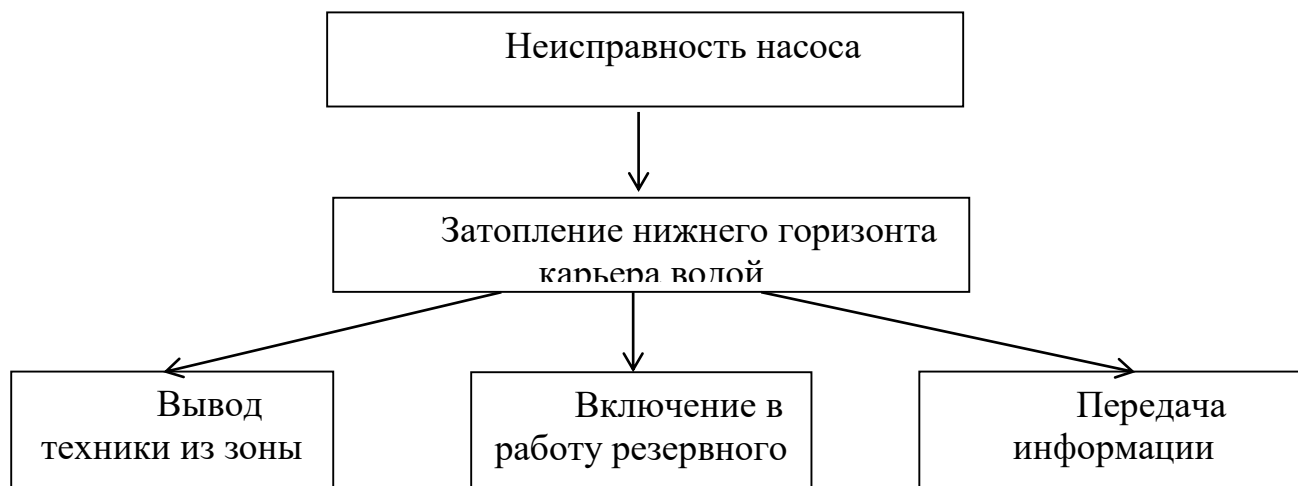 Неисправность насоса
Затопление нижнего горизонта
карьера водой
Вывод
техники из зоны
Включение в
работу резервного
Передача
информации